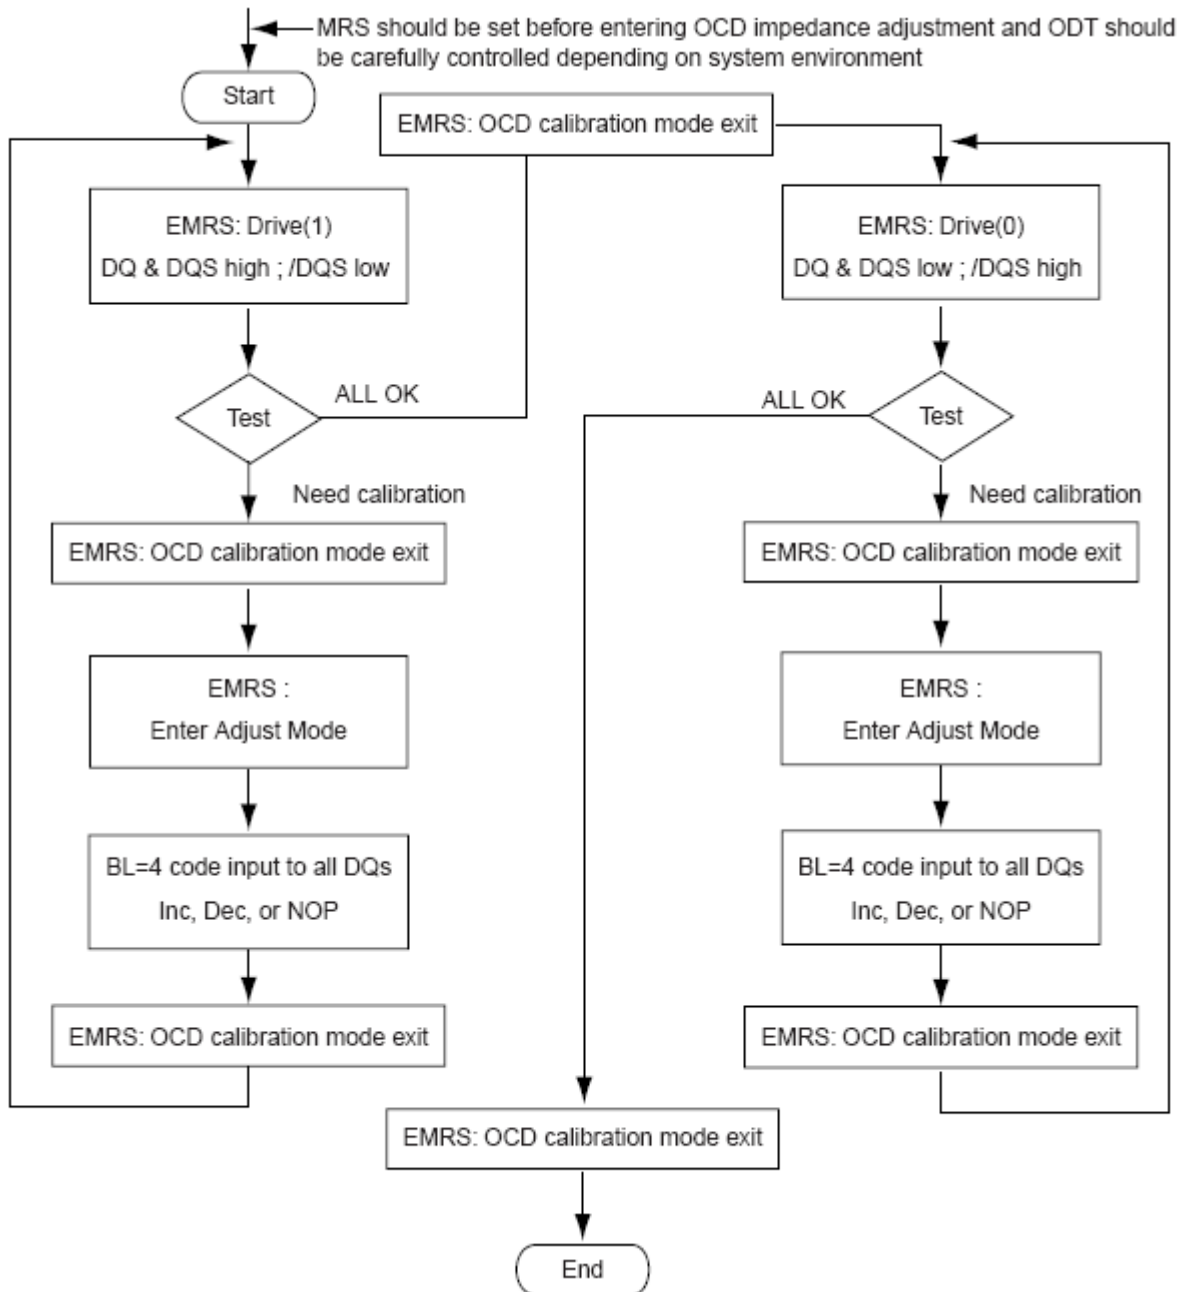 MRS should be set before entering OCD impedance adjustment and ODT should
be carefully controlled depending on system environment
Start
EMRS: OCD calibration mode exit
EMRS: Drive(1)
DQ & DQS high ; /DQS low
Test
ALL OK
Need calibration
EMRS: OCD calibration mode exit
EMRS :
Enter Adjust Mode
BL=4 code input to all DQs
Inc, Dec, or NOP
EMRS: OCD calibration mode exit
EMRS: Drive(0)
DQ & DQS low ; /DQS high
ALL OK
Test
Need calibration
EMRS: OCD calibration mode exit
EMRS :
Enter Adjust Mode
BL=4 code input to all DQs
Inc, Dec, or NOP
EMRS: OCD calibration mode exit
EMRS: OCD calibration mode exit
End